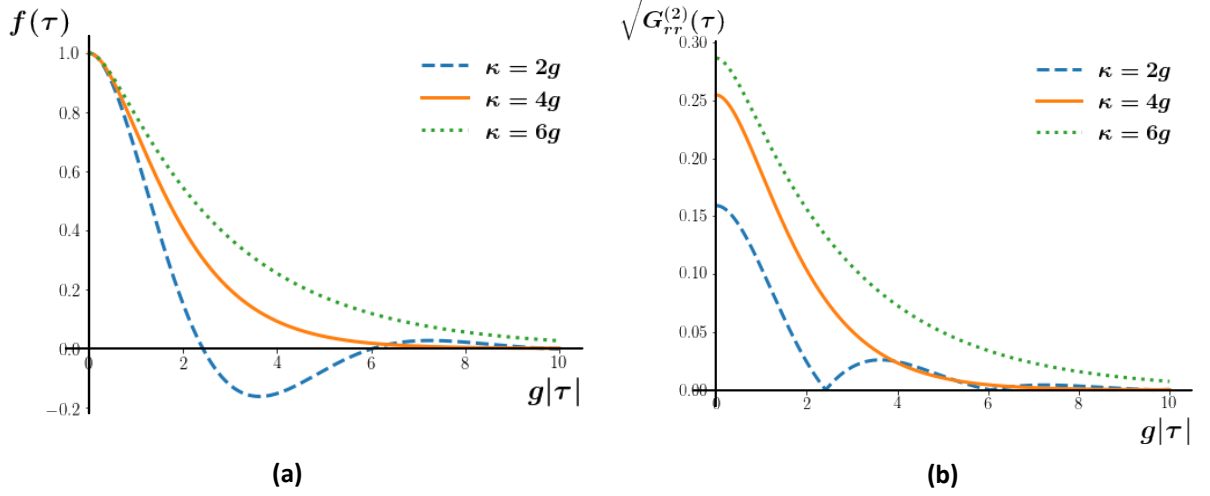 f(τ)
1.0
0.8
0.6
0.4
0.2
0.0
−0.2
0 2 4 6 8 10
g|τ|
κ = 2g
κ = 4g
κ = 6g
(a)
√G_{rr}^{(2)}(τ)
0.30
0.25
0.20
0.15
0.10
0.05
0.00
0 2 4 6 8 10
g|τ|
κ = 2g
κ = 4g
κ = 6g
(b)